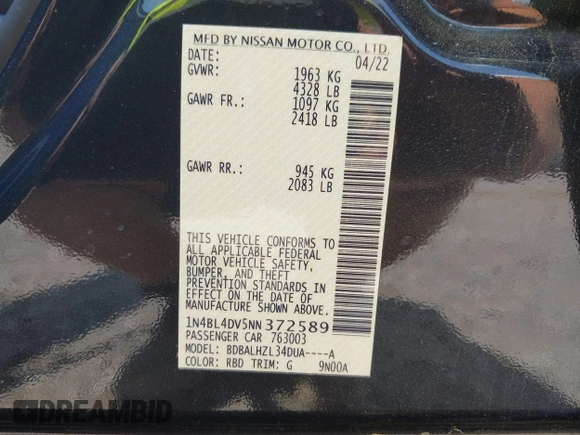 MFD BY NISSAN MOTOR CO., LTD.
DATE: 04/22
GVWR: 1963 KG
4328 LB
GAWR FR.: 1097 KG
2418 LB
GAWR RR.: 945 KG
2083 LB
THIS VEHICLE CONFORMS TO
ALL APPLICABLE FEDERAL
MOTOR VEHICLE SAFETY,
BUMPER, AND THEFT
PREVENTION STANDARDS IN
EFFECT ON THE DATE OF
MANUFACTURE SHOWN ABOVE.
1N4BL4DV5NN372589
PASSENGER CAR 763003
MODEL: BDBALHZL34DUA----A
COLOR: RBD TRIM: G 9N00A
DREAMBID